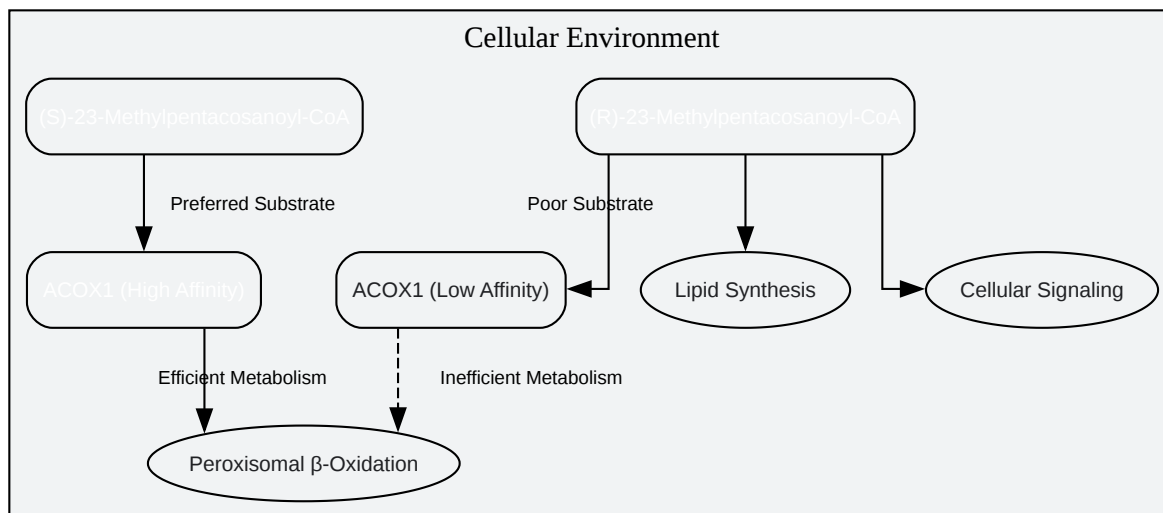 Cellular Environment
(S)-23-Methylpentacosanoyl-CoA
(R)-23-Methylpentacosanoyl-CoA
Preferred Substrate
Poor Substrate
ACOX1 (High Affinity)
ACOX1 (Low Affinity)
Lipid Synthesis
Cellular Signaling
Efficient Metabolism
Inefficient Metabolism
Peroxisomal β-Oxidation